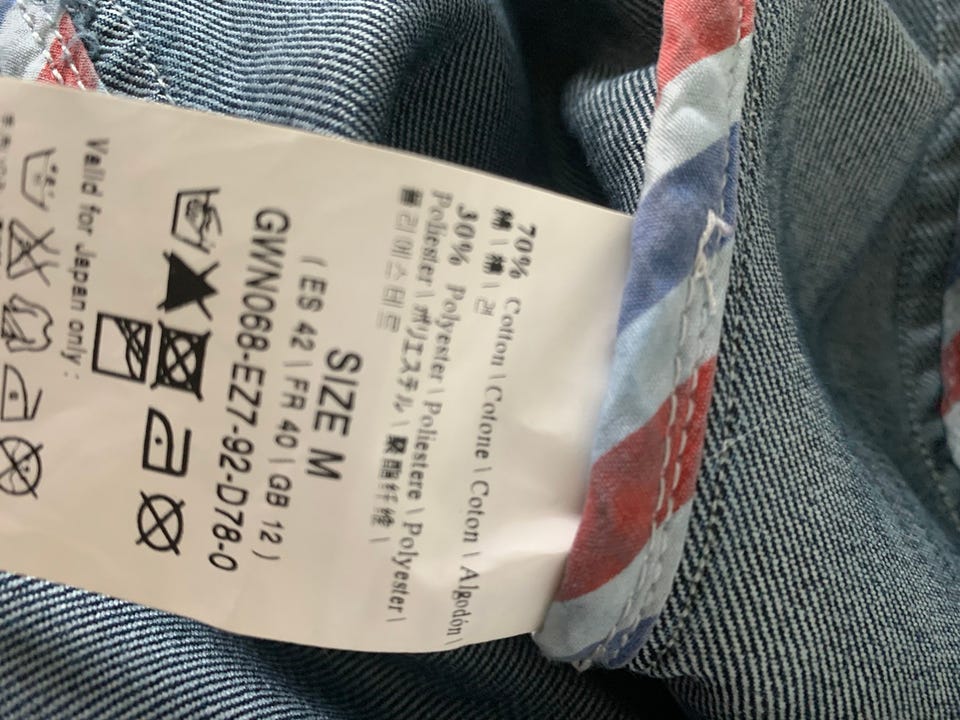 70% Cotton \ Cotone \ Coton \ Algodón \
棉 \ 綿 \ 면
30% Polyester \ Poliestere \ Polyester \
Poliester \ ポリエステル \ 聚酯纤维 \
폴리에스테르
SIZE M
( ES 42 \ FR 40 \ GB 12 )
GWN068-EZ7-92-D78-0
Valid for Japan only :